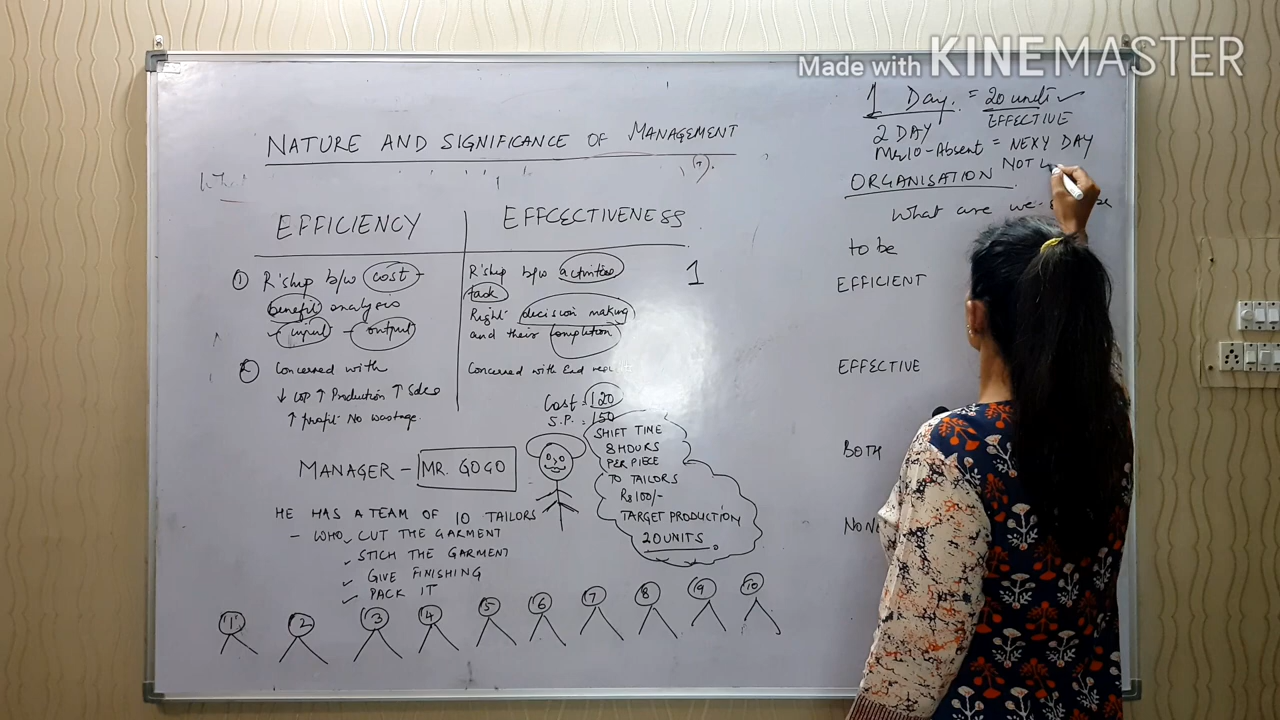 Made with KINEMASTER
NATURE AND SIGNIFICANCE OF MANAGEMENT
What
EFFICIENCY
① R'ship b/w cost -
benefit analysis
input - output
Concerned with
↑ Production ↑ Sales
↑ profit No wastage.
EFFCECTIVENESS
R'ship b/w activities
task
Right decision making
and their completion
Concerned with End
1
Cost = 120
S.P. = 150
MANAGER - MR. GOGO
HE HAS A TEAM OF 10 TAILORS
- WHO ✓ CUT THE GARMENT
✓ STICH THE GARMENT
✓ GIVE FINISHING
✓ PACK IT
SHIFT TIME
8 HOURS
PER PIECE
TO TAILORS
Rs 100/-
TARGET PRODUCTION
20 UNITS
1 2 3 4 5 6 7 8 9 10
1 Day. = 20 units ✓
EFFECTIVE
2 DAY
Mr 10 - Absent = NEXY DAY
NOT
ORGANISATION
What are we
to be
EFFICIENT
EFFECTIVE
BOTH